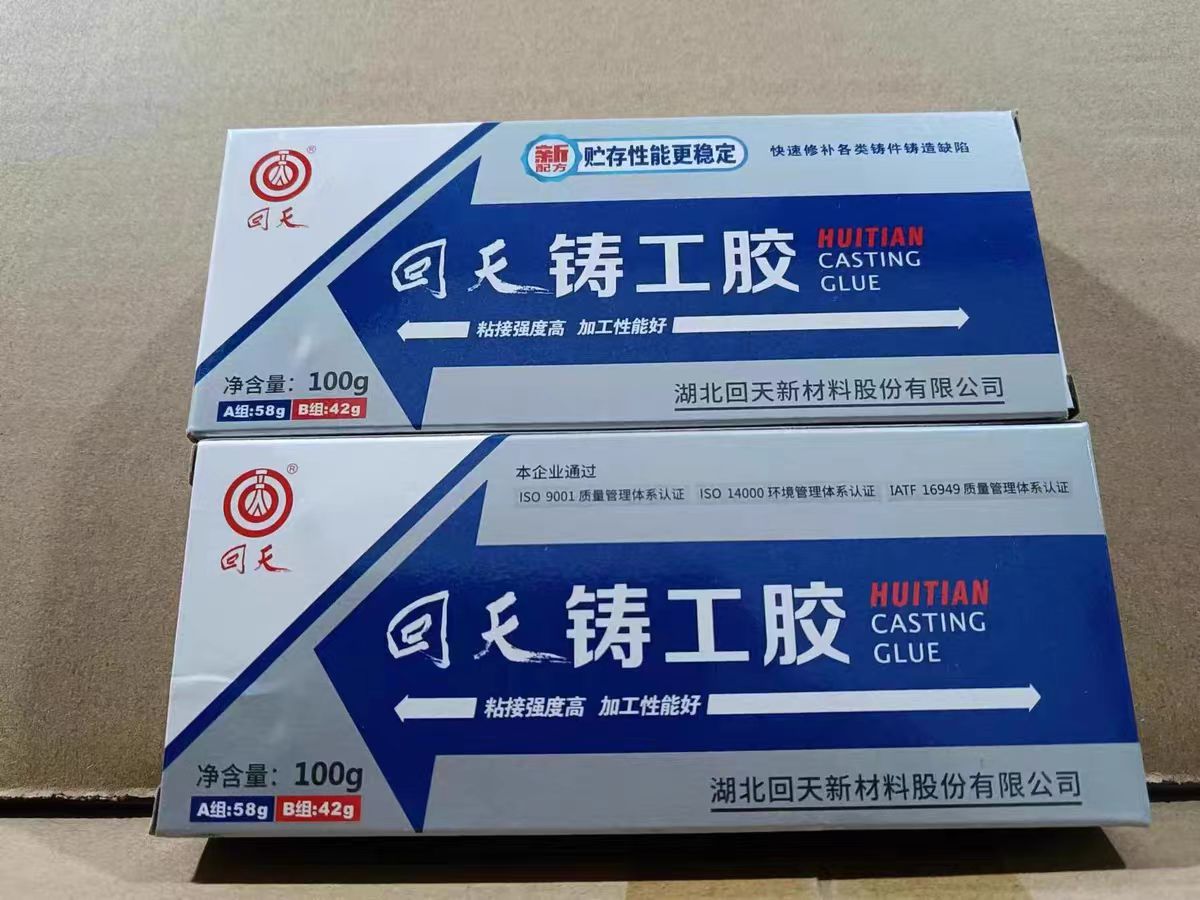 ®
回天
新配方 贮存性能更稳定
快速修补各类铸件铸造缺陷
回天铸工胶
HUITIAN
CASTING
GLUE
粘接强度高 加工性能好
净含量：100g
A组:58g B组:42g
湖北回天新材料股份有限公司
®
回天
本企业通过
ISO 9001 质量管理体系认证 ISO 14000 环境管理体系认证 IATF 16949 质量管理体系认证
回天铸工胶
HUITIAN
CASTING
GLUE
粘接强度高 加工性能好
净含量：100g
A组:58g B组:42g
湖北回天新材料股份有限公司